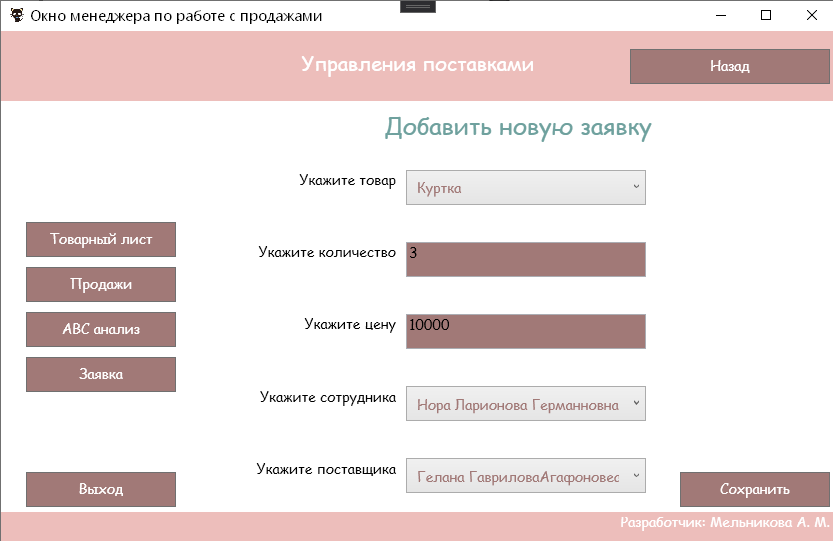 Окно менеджера по работе с продажами
Управления поставками
Назад
Добавить новую заявку
Укажите товар
Куртка
Товарный лист
Укажите количество
3
Продажи
Укажите цену
10000
ABC анализ
Заявка
Укажите сотрудника
Нора Ларионова Германновна
Укажите поставщика
Гелана ГавриловаАгафоновес
Выход
Сохранить
Разработчик: Мельникова А. М.